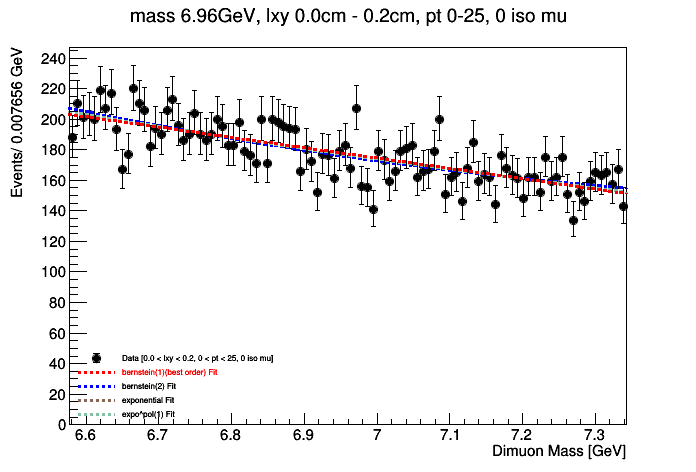 mass 6.96GeV, lxy 0.0cm - 0.2cm, pt 0-25, 0 iso mu
Events/ 0.007656 GeV
240
220
200
180
160
140
120
100
80
60
40
20
0
Data [0.0 < lxy < 0.2, 0 < pt < 25, 0 iso mu]
bernstein(1)(best order) Fit
bernstein(2) Fit
exponential Fit
expo*pol(1) Fit
6.6 6.7 6.8 6.9 7 7.1 7.2 7.3
Dimuon Mass [GeV]